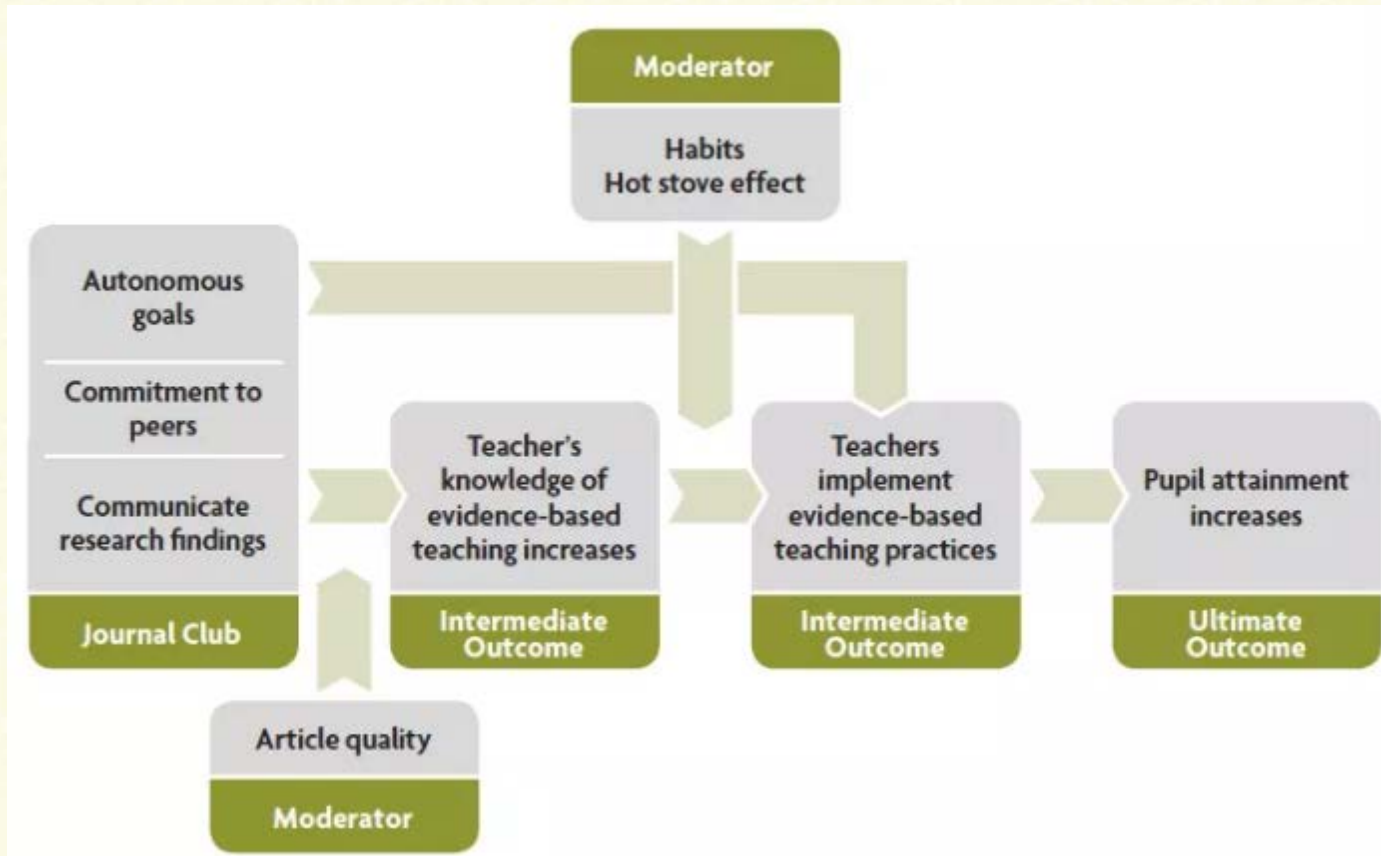 Moderator
Habits
Hot stove effect
Autonomous
goals
Commitment to
peers
Communicate
research findings
Journal Club
Teacher's
knowledge of
evidence-based
teaching increases
Intermediate
Outcome
Teachers
implement
evidence-based
teaching practices
Intermediate
Outcome
Pupil attainment
increases
Ultimate
Outcome
Article quality
Moderator